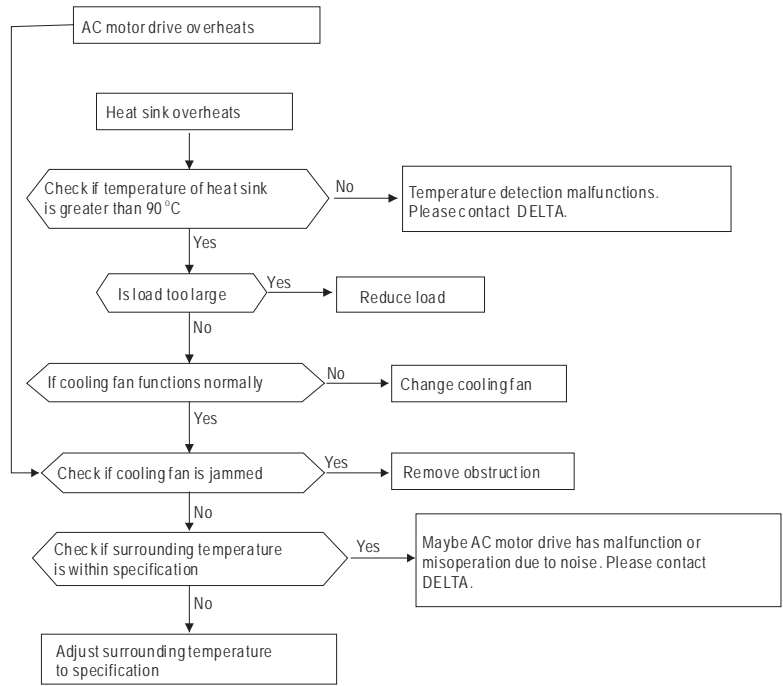 AC motor drive overheats
Heat sink overheats
Check if temperature of heat sink
is greater than 90°C
No
Temperature detection malfunctions.
Please contact DELTA.
Yes
Is load too large
Yes
Reduce load
No
If cooling fan functions normally
No
Change cooling fan
Yes
Check if cooling fan is jammed
Yes
Remove obstruction
No
Check if surrounding temperature
is within specification
Yes
Maybe AC motor drive has malfunction or
misoperation due to noise. Please contact
DELTA.
No
Adjust surrounding temperature
to specification